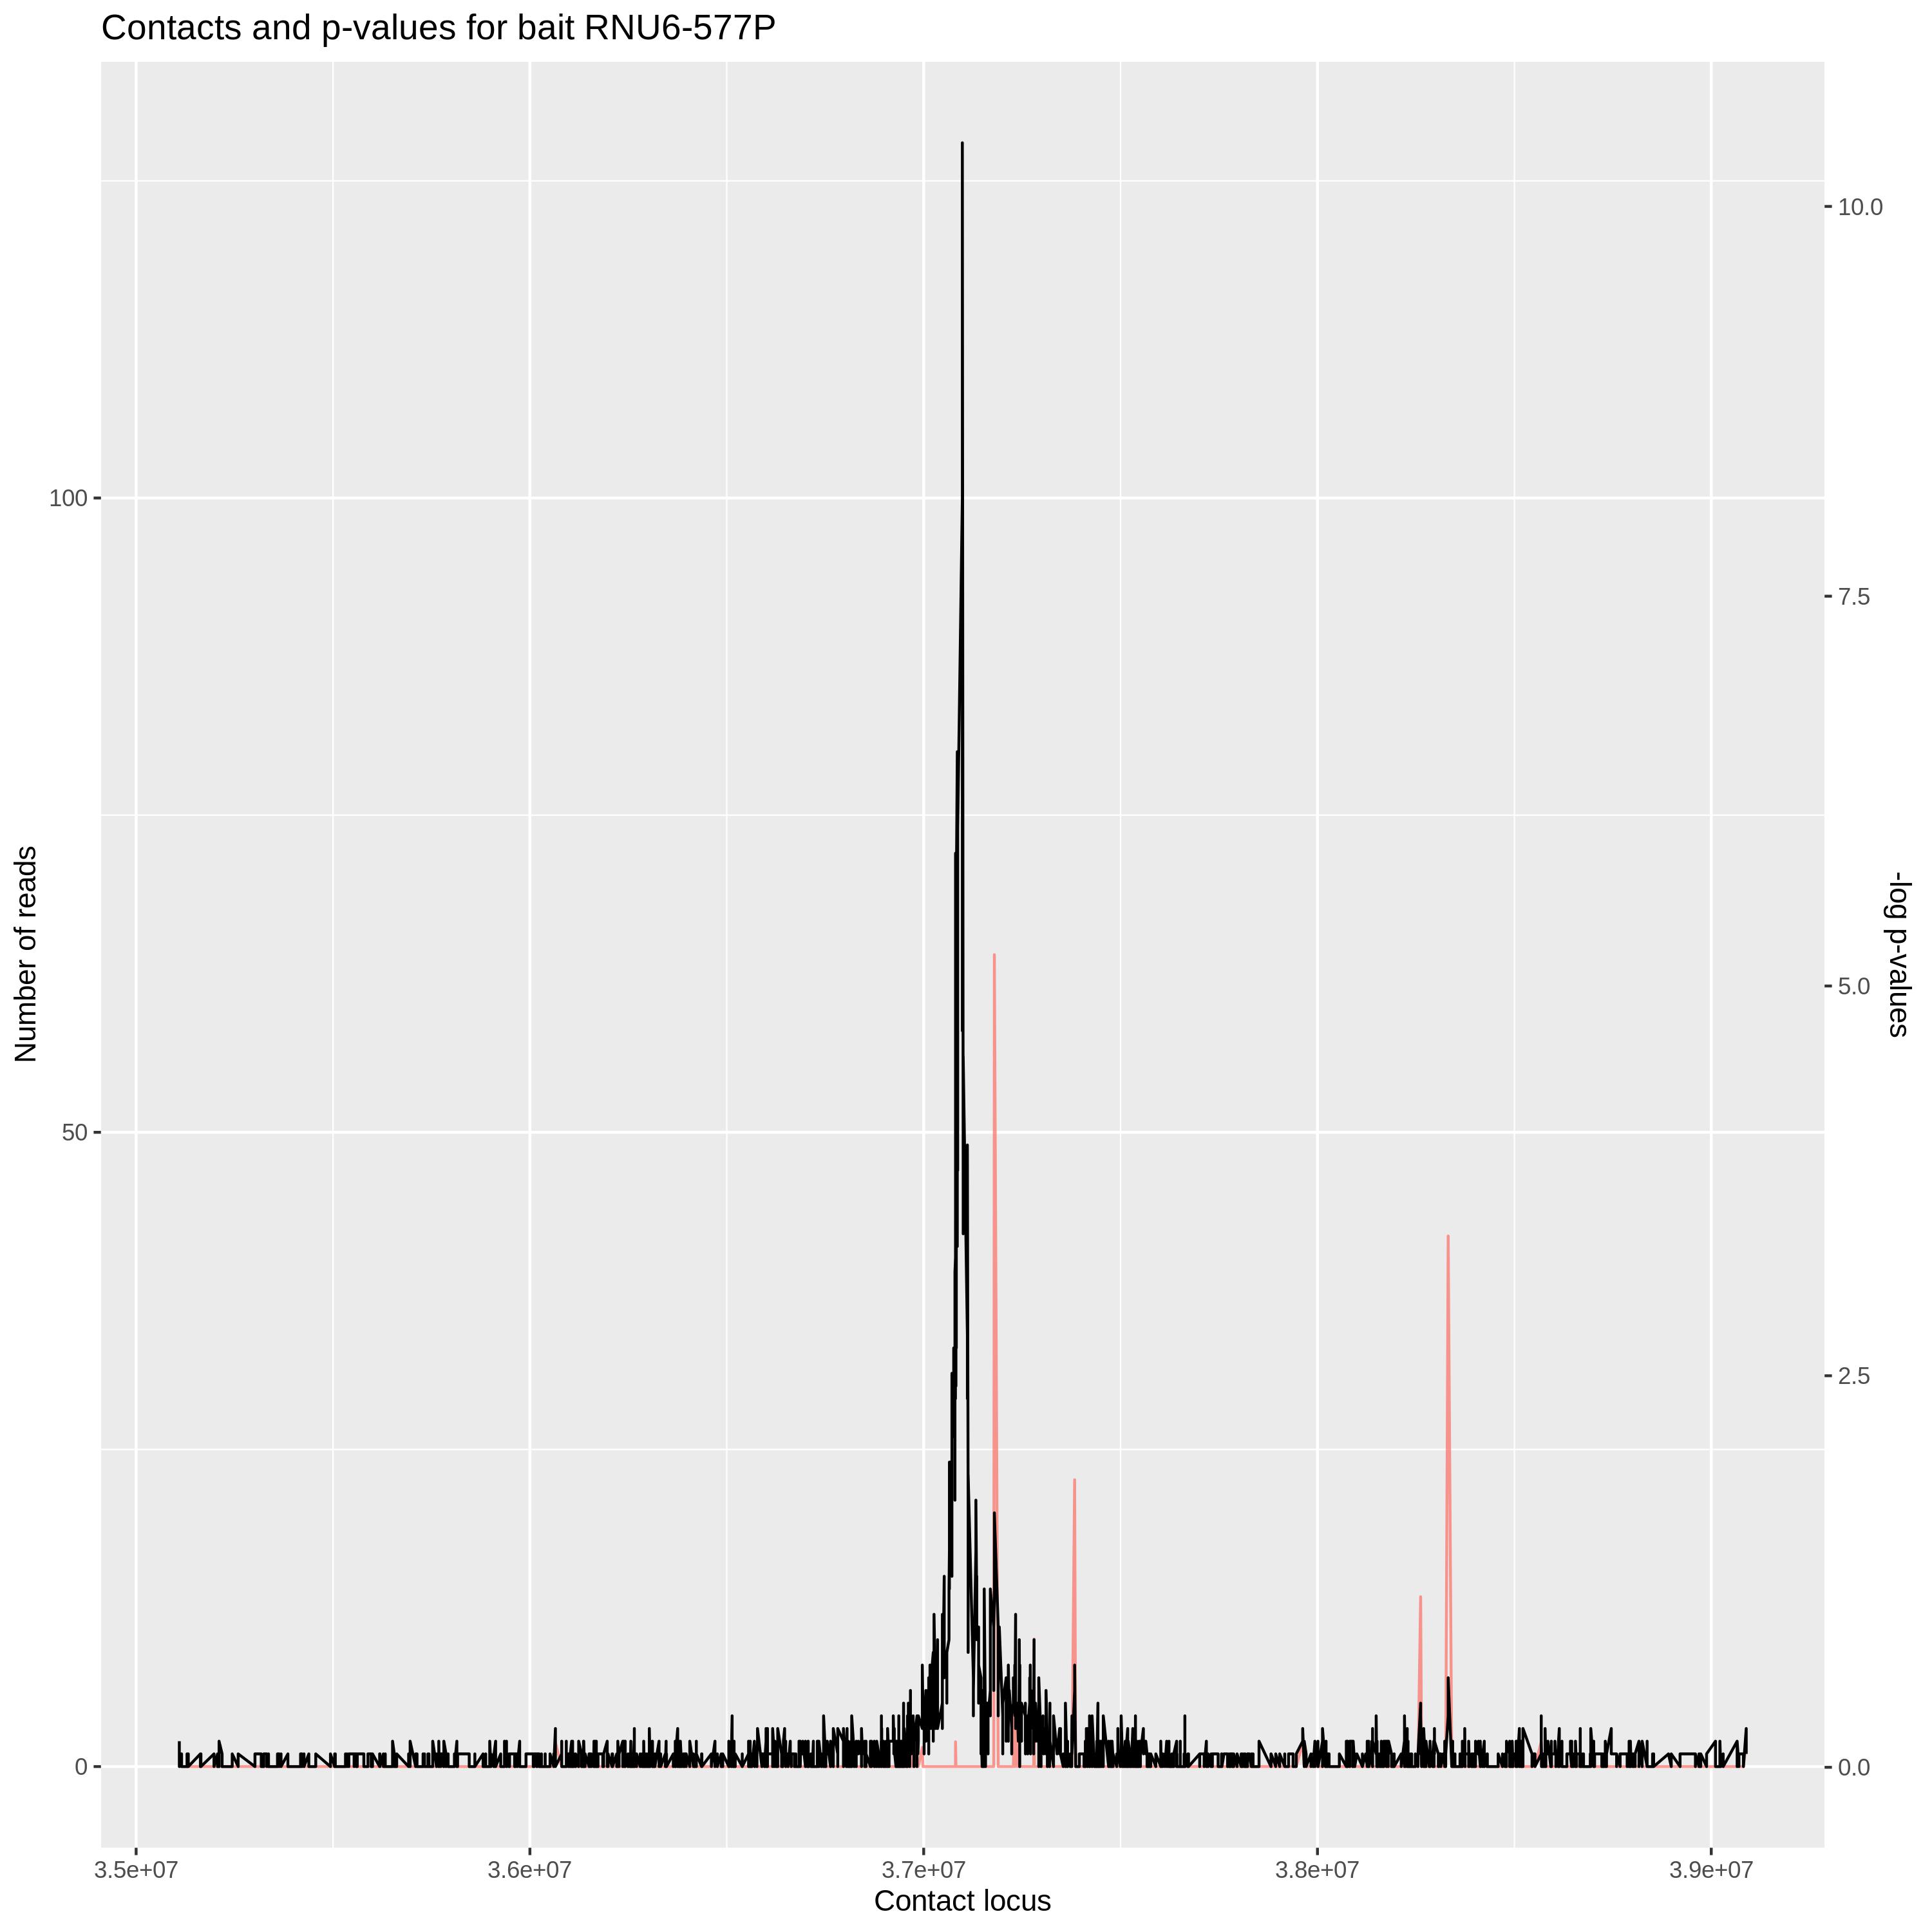 Contacts and p-values for bait RNU6-577P
Number of reads
100
50
0
10.0
7.5
5.0
2.5
0.0
-log p-values
3.5e+07
3.6e+07
3.7e+07
3.8e+07
3.9e+07
Contact locus